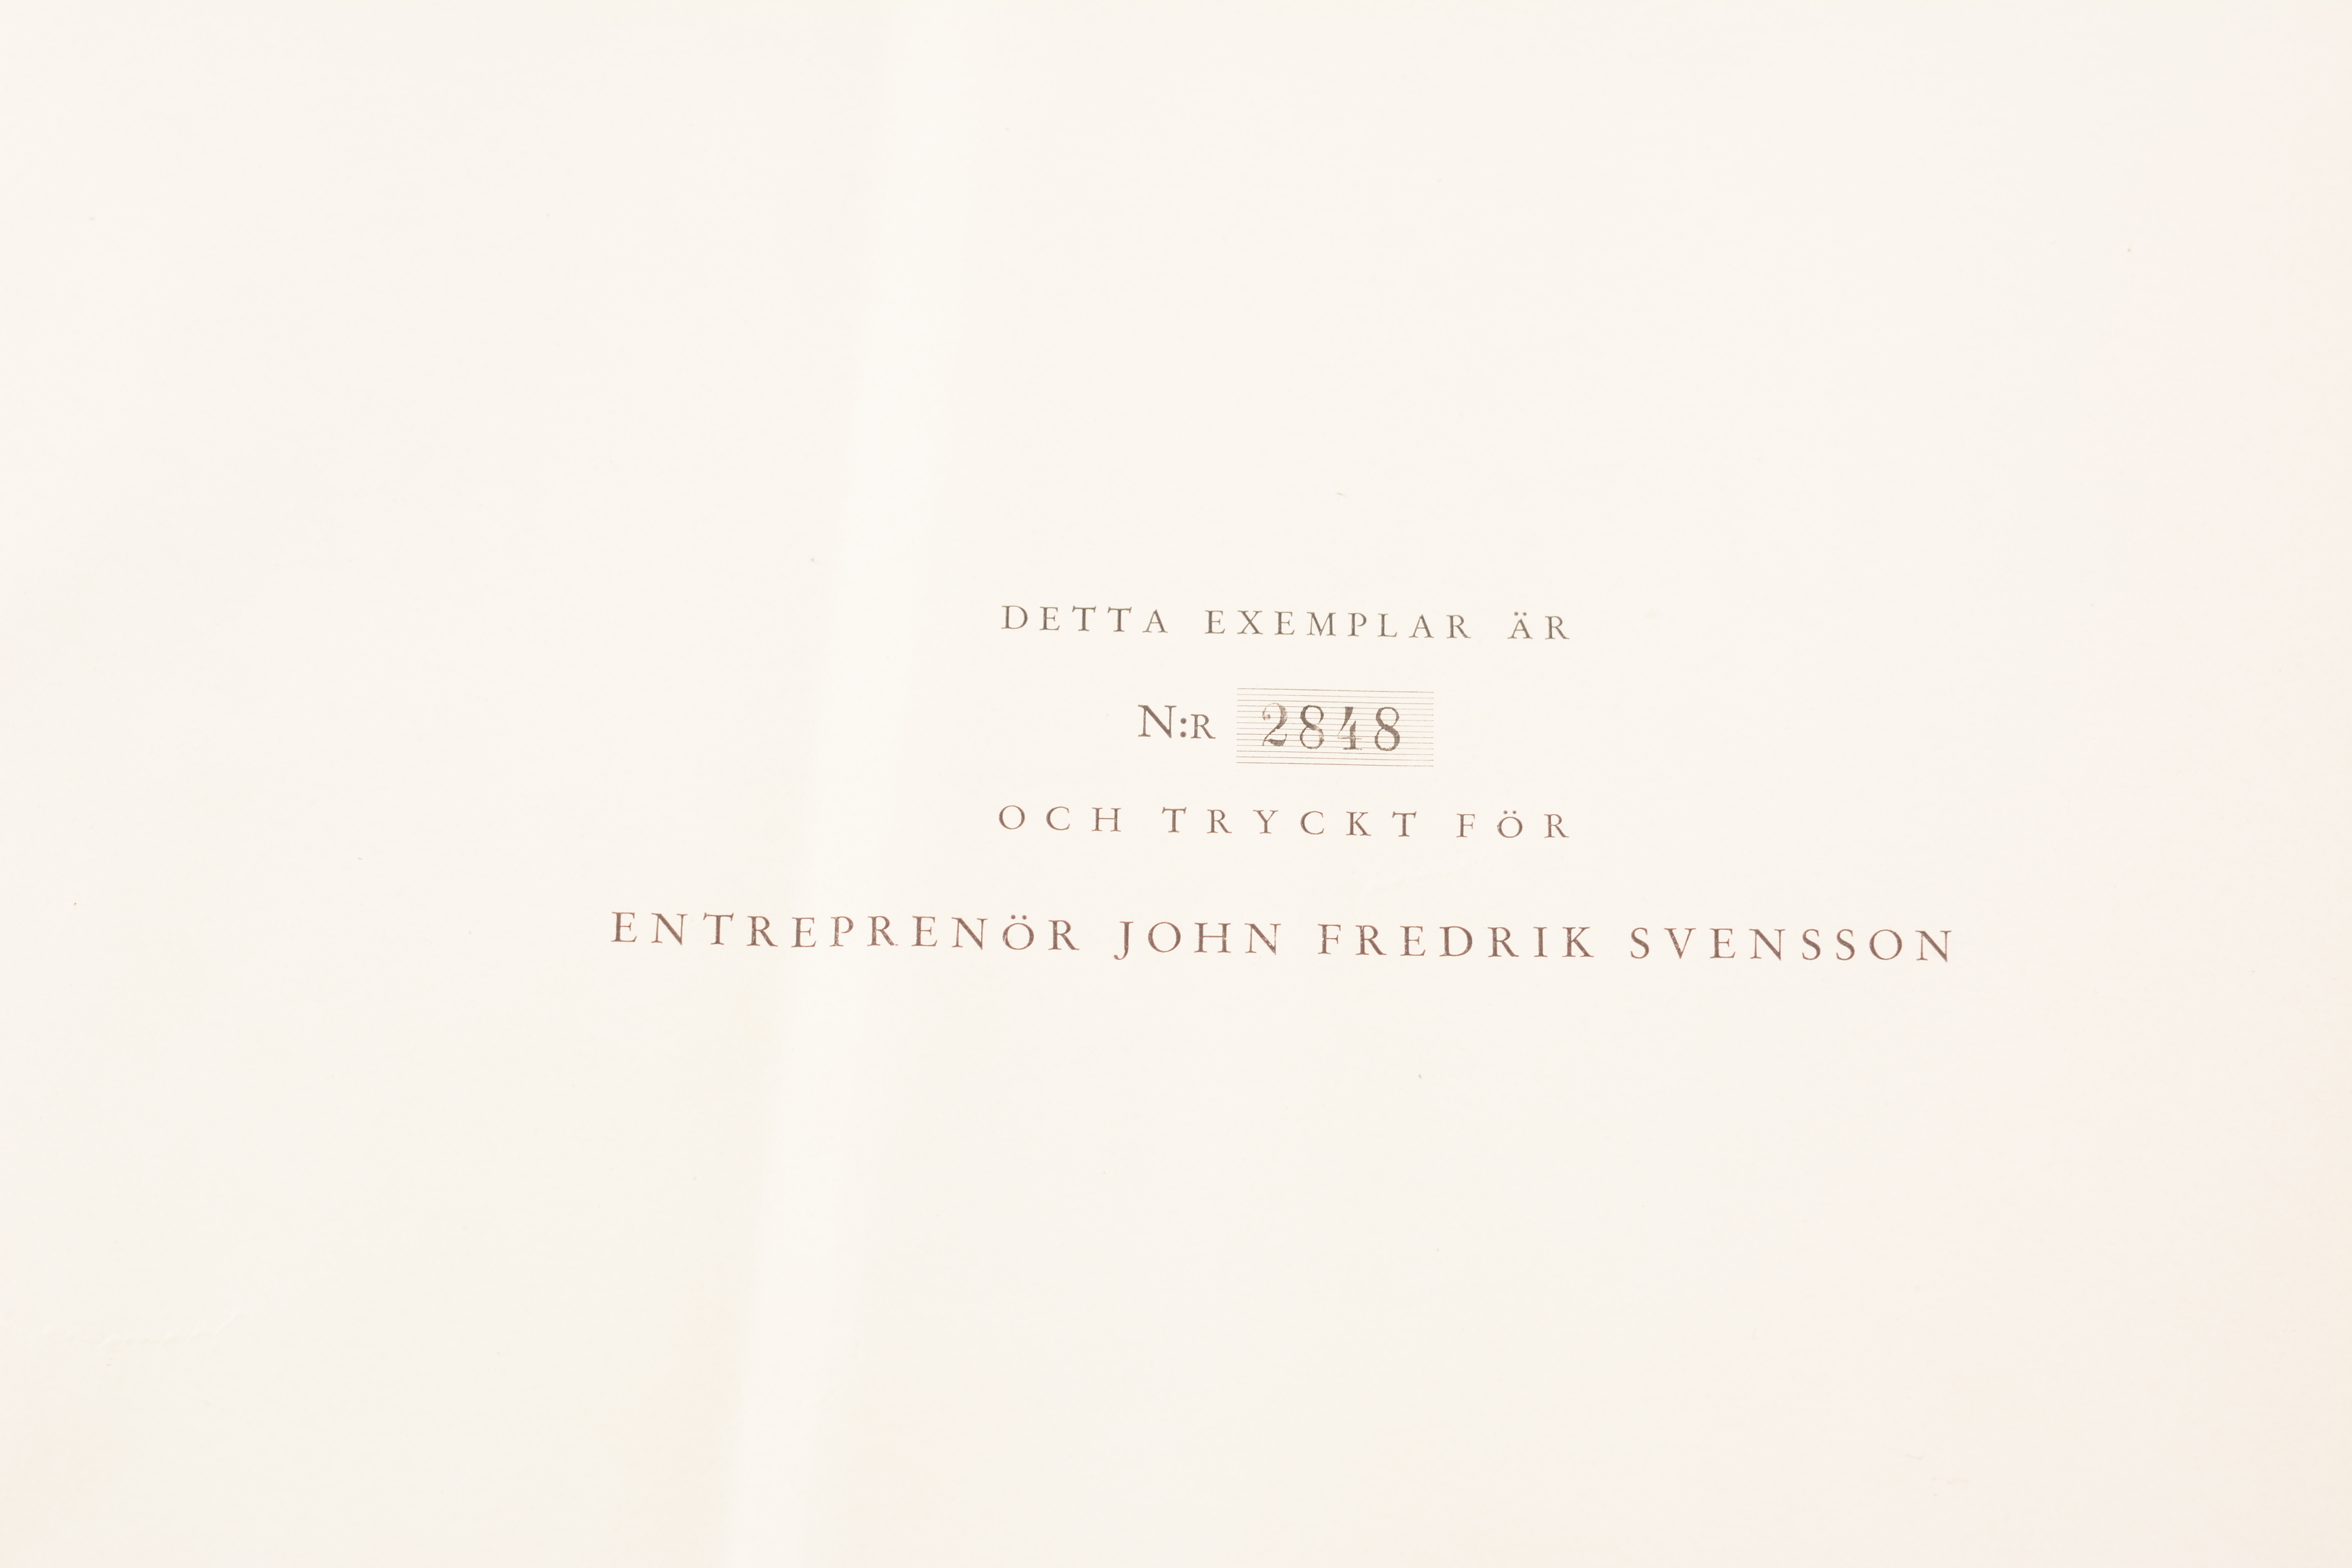 DETTA EXEMPLAR ÄR
N:R 2848
OCH TRYCKT FÖR
ENTREPRENÖR JOHN FREDRIK SVENSSON